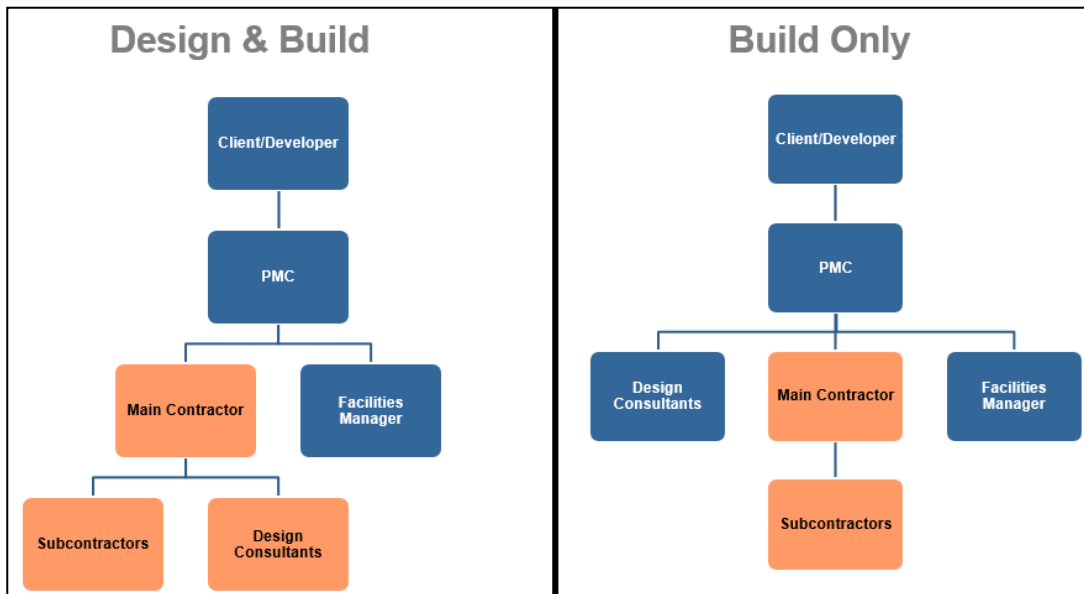 Design & Build
Client/Developer
PMC
Main Contractor
Facilities
Manager
Subcontractors
Design
Consultants
Build Only
Client/Developer
PMC
Design
Consultants
Main Contractor
Facilities
Manager
Subcontractors